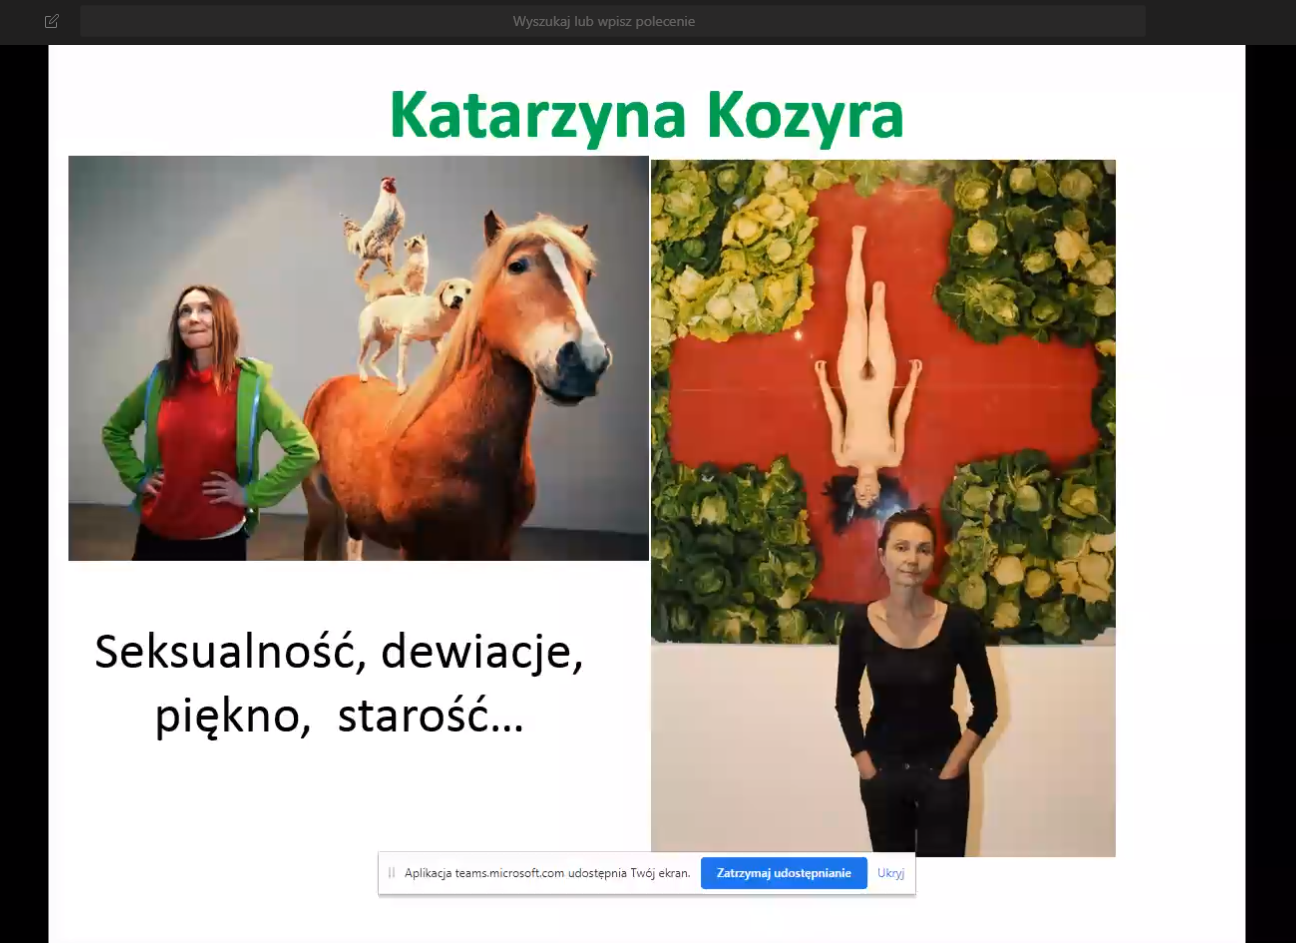 Wyszukaj lub wpisz polecenie
Katarzyna Kozyra
Seksualność, dewiacje,
piękno,  starość...
Aplikacja teams.microsoft.com udostępnia Twój ekran.
Zatrzymaj udostępnianie
Ukryj